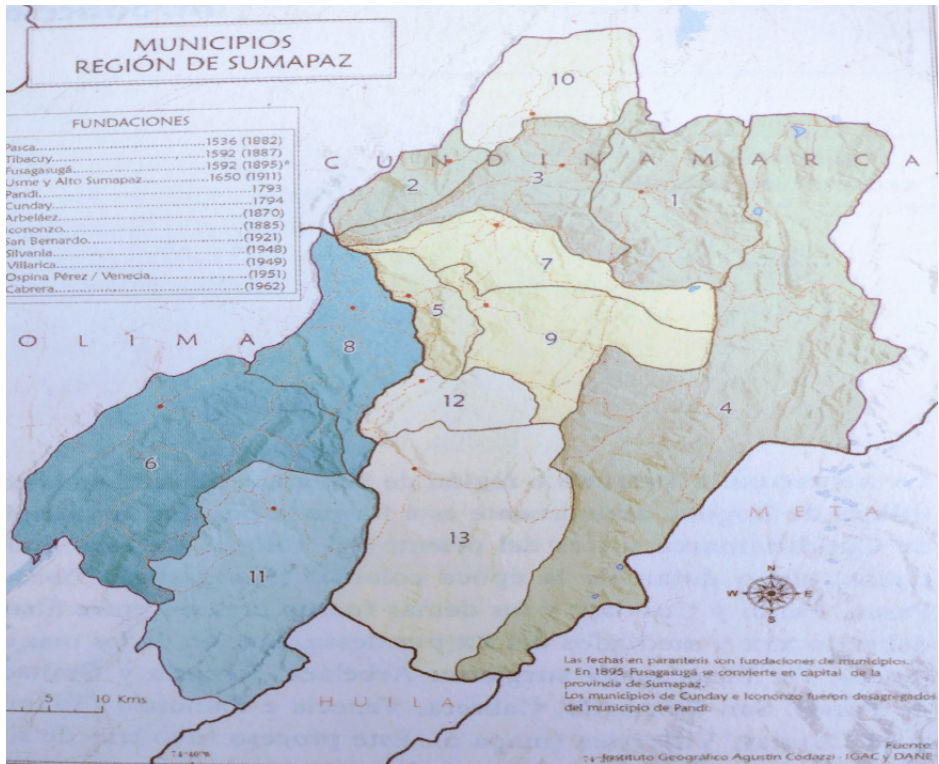 MUNICIPIOS
REGIÓN DE SUMAPAZ
FUNDACIONES
Pasca 1536 (1882)
Tibacuy 1592 (1887)
Fusagasugá 1592 (1895)*
Usme y Alto Sumapaz 1650 (1911)
Pandi 1793
Cunday 1794
Arbeláez (1870)
Icononzo (1885)
San Bernardo (1921)
Silvania (1948)
Villarica (1949)
Ospina Pérez / Venecia (1951)
Cabrera (1962)
CUNDINAMARCA
OLIMA
META
HUILA
10
2
3
1
7
5
9
8
4
12
6
13
11
N
W E
S
5 10 Kms
74°40'W
Las fechas en parantesis son fundaciones de municipios.
* En 1895 Fusagasugá se convierte en capital de la
provincia de Sumapaz.
Los municipios de Cunday e Icononzo fueron desagregados
del municipio de Pandi.
Fuente:
Instituto Geográfico Agustín Codazzi - IGAC y DANE